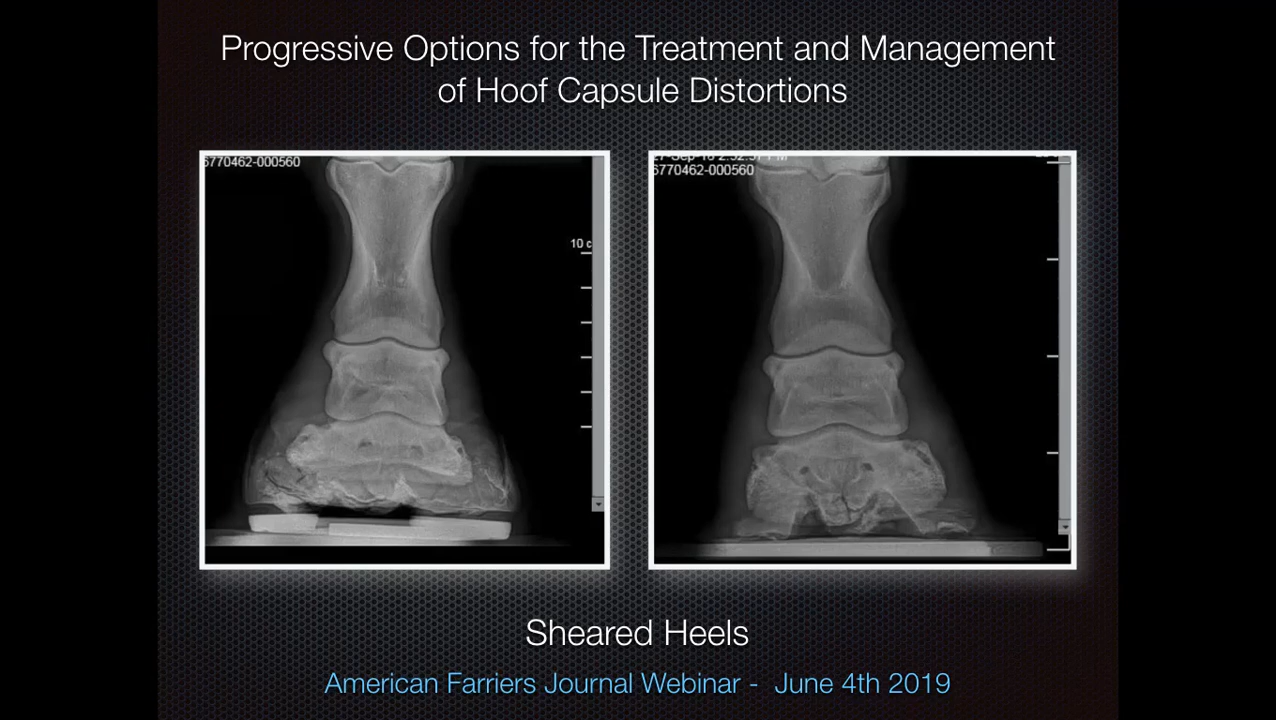 Progressive Options for the Treatment and Management
of Hoof Capsule Distortions
6770462-000560
10 c
6770462-000560
Sheared Heels
American Farriers Journal Webinar - June 4th 2019